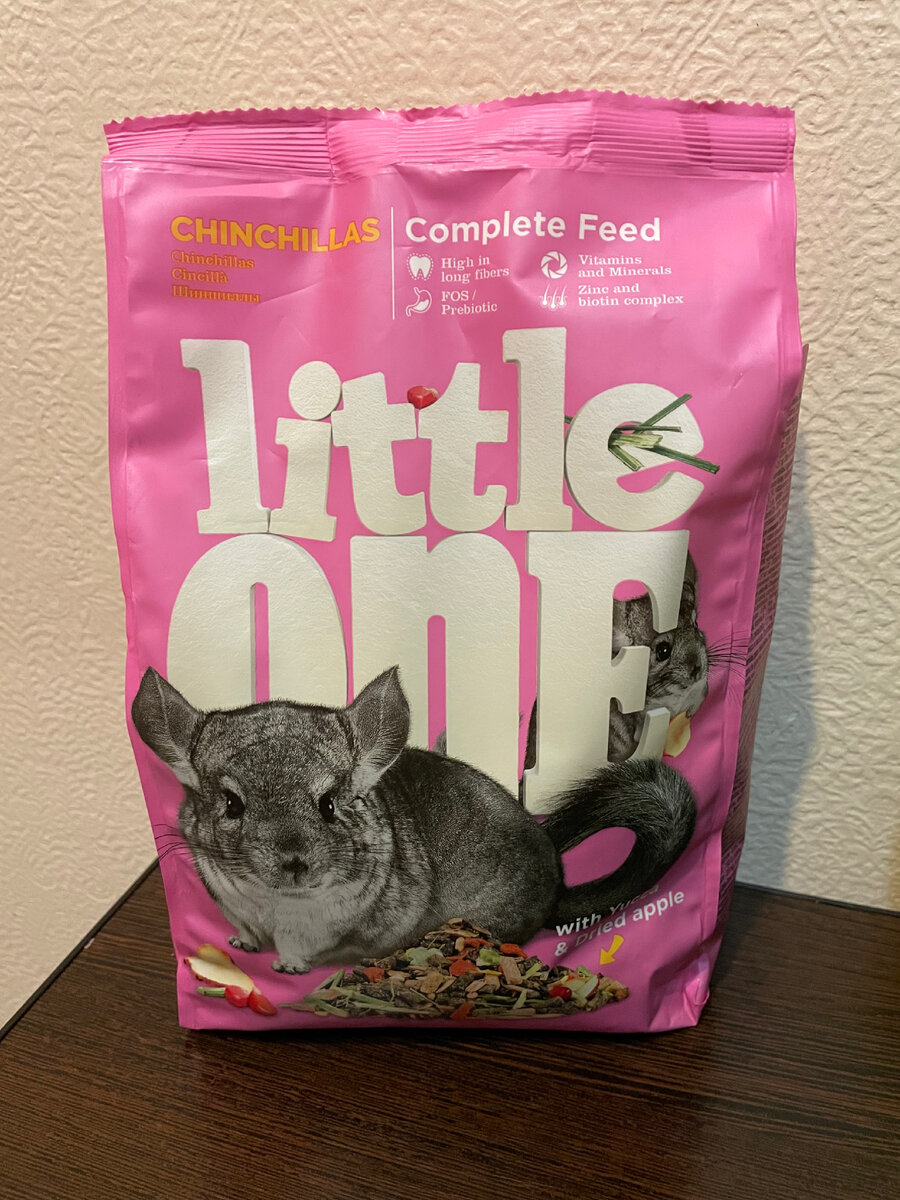 CHINCHILLAS
Chinchillas
Cincillà
Шиншиллы
Complete Feed
High in
long fibers
FOS /
Prebiotic
Vitamins
and Minerals
Zinc and
biotin complex
little
one
with Yucca
& Dried apple